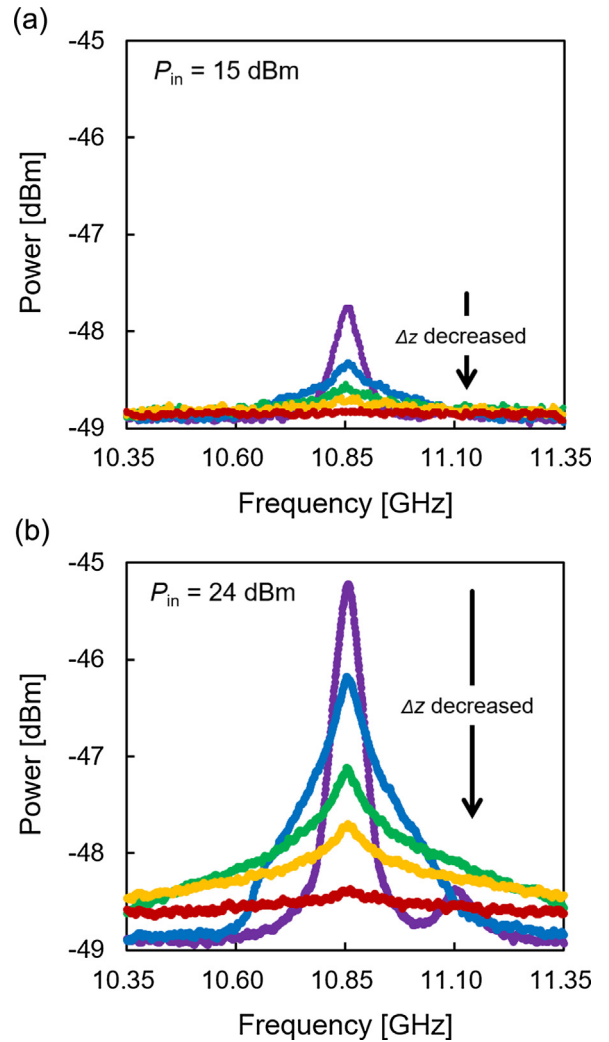 (a)
-45
P_in = 15 dBm
-46
-47
Power [dBm]
-48
Δz decreased
-49
10.35 10.60 10.85 11.10 11.35
Frequency [GHz]
(b)
-45
P_in = 24 dBm
-46
-47
Power [dBm]
Δz decreased
-48
-49
10.35 10.60 10.85 11.10 11.35
Frequency [GHz]